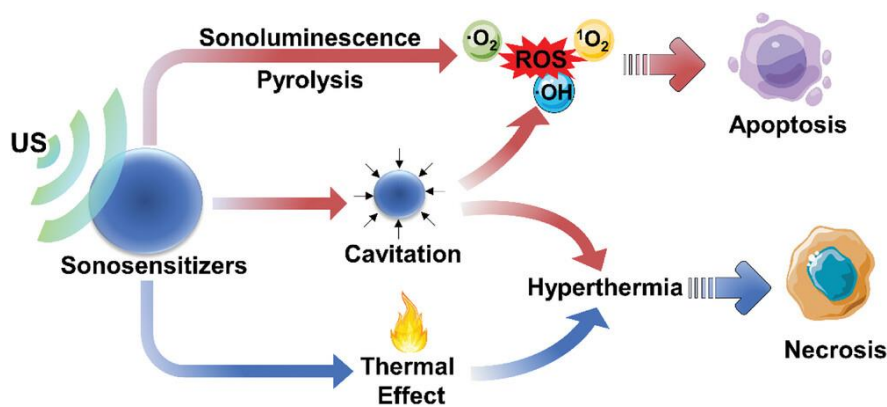 Sonoluminescence
Pyrolysis
·O₂
¹O₂
ROS
·OH
Apoptosis
US
Sonosensitizers
Cavitation
Hyperthermia
Thermal
Effect
Necrosis